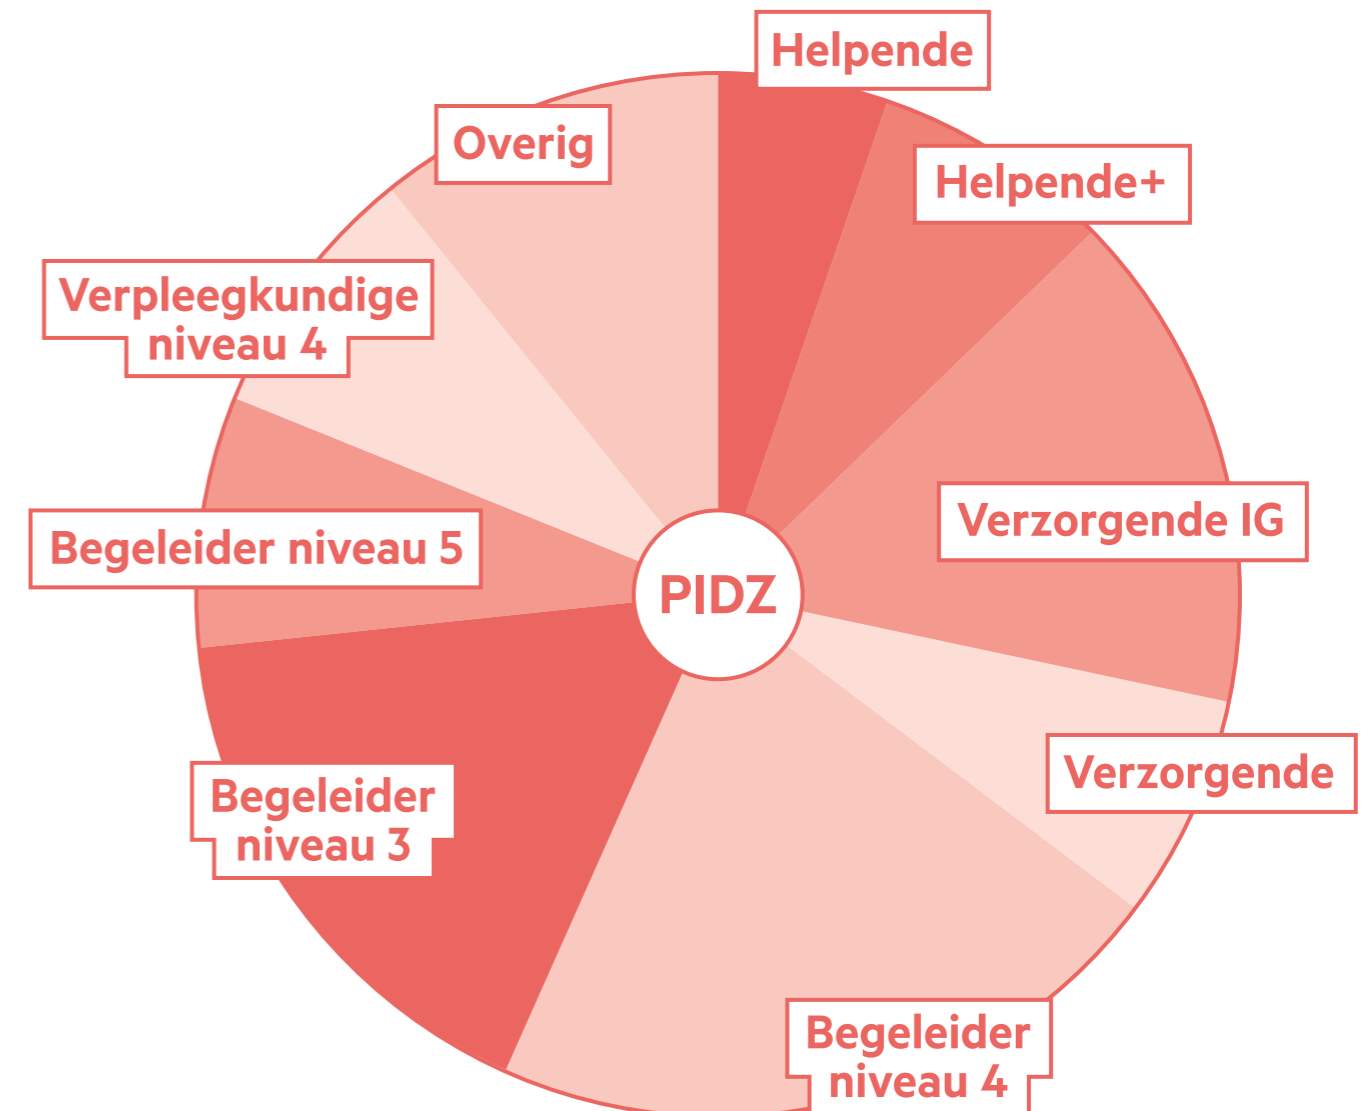 Helpende
Overig
Helpende+
Verpleegkundige
niveau 4
Verzorgende IG
Begeleider niveau 5
PIDZ
Verzorgende
Begeleider
niveau 3
Begeleider
niveau 4